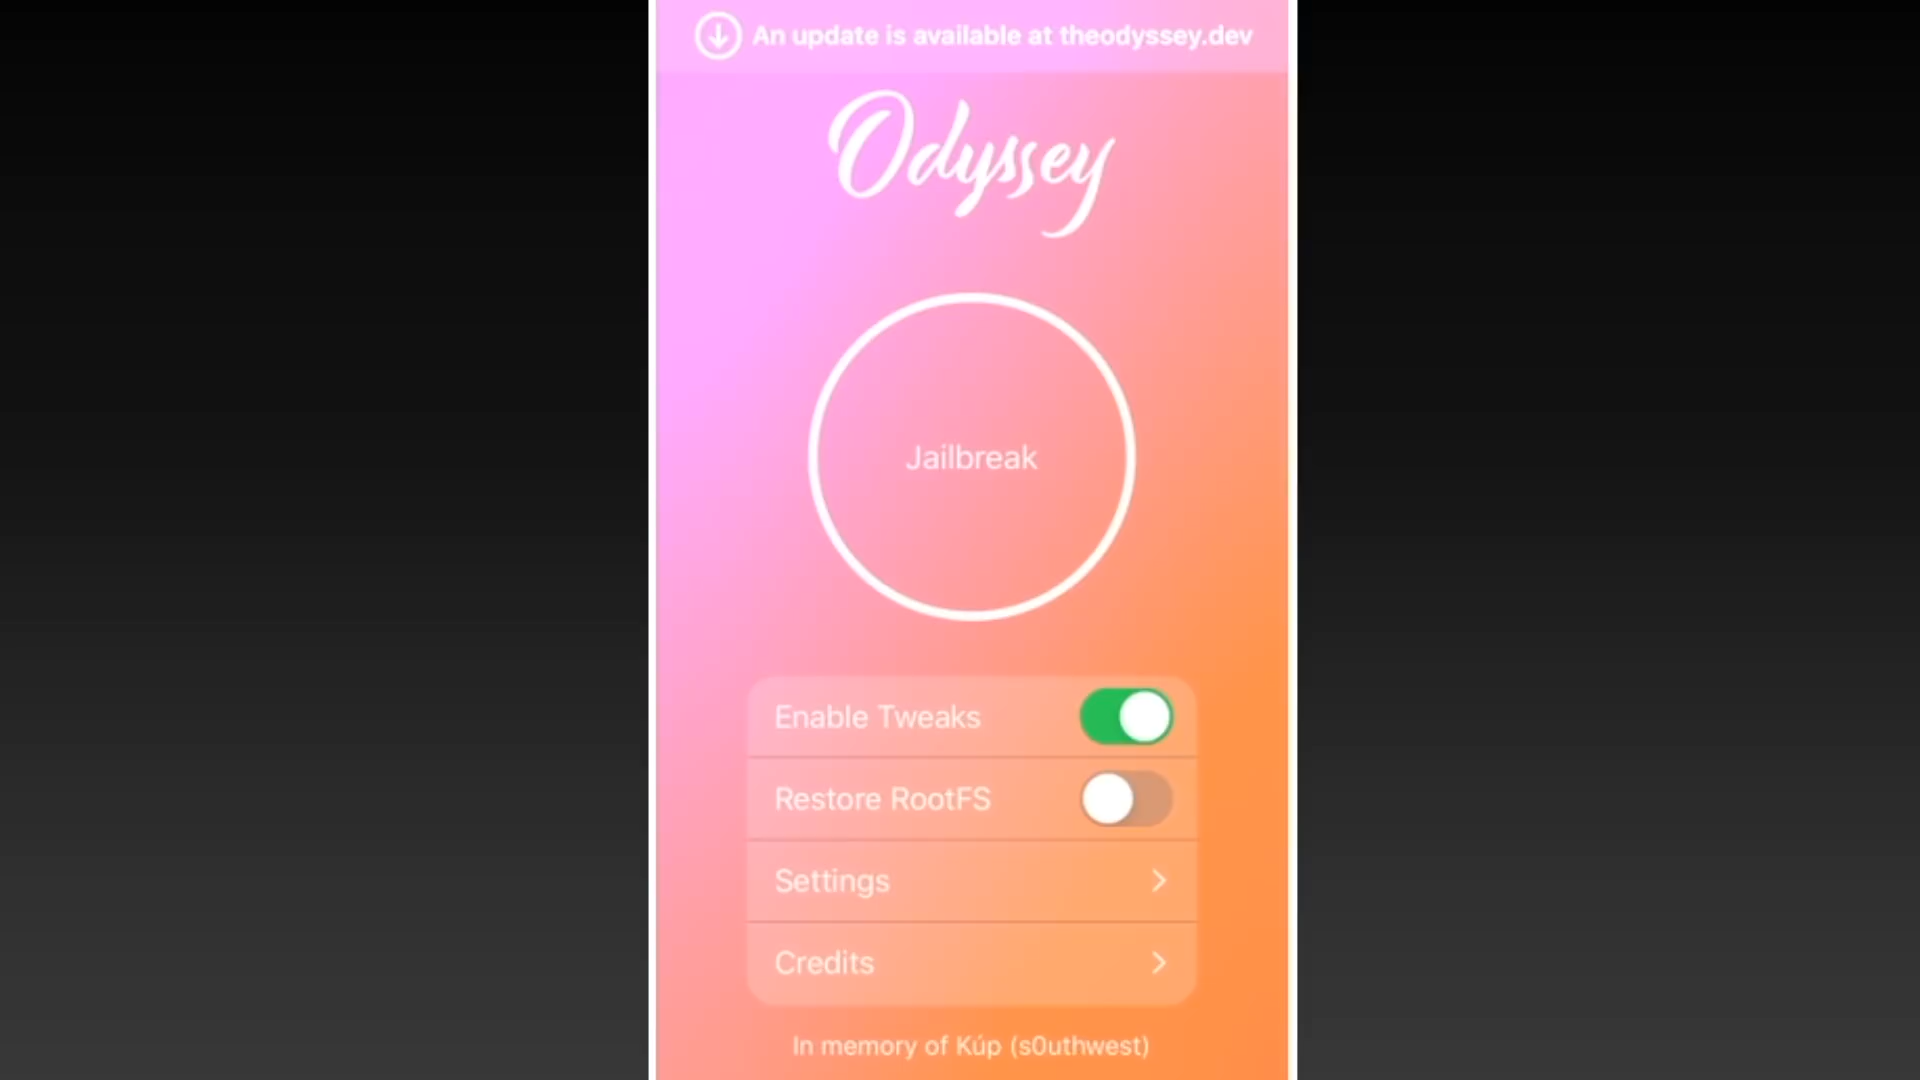 An update is available at theodyssey.dev
Odyssey
Jailbreak
Enable Tweaks
Restore RootFS
Settings
Credits
In memory of Kúp (s0uthwest)